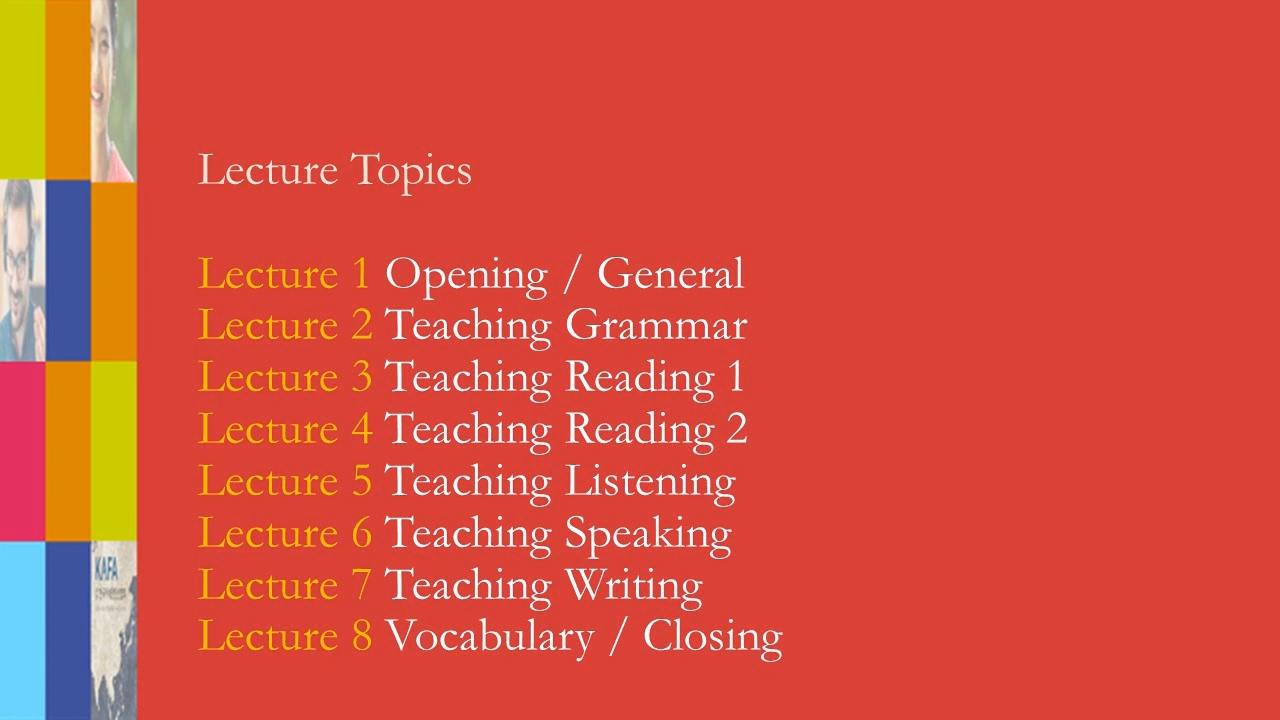 Lecture Topics
Lecture 1 Opening / General
Lecture 2 Teaching Grammar
Lecture 3 Teaching Reading 1
Lecture 4 Teaching Reading 2
Lecture 5 Teaching Listening
Lecture 6 Teaching Speaking
Lecture 7 Teaching Writing
Lecture 8 Vocabulary / Closing
KAFA